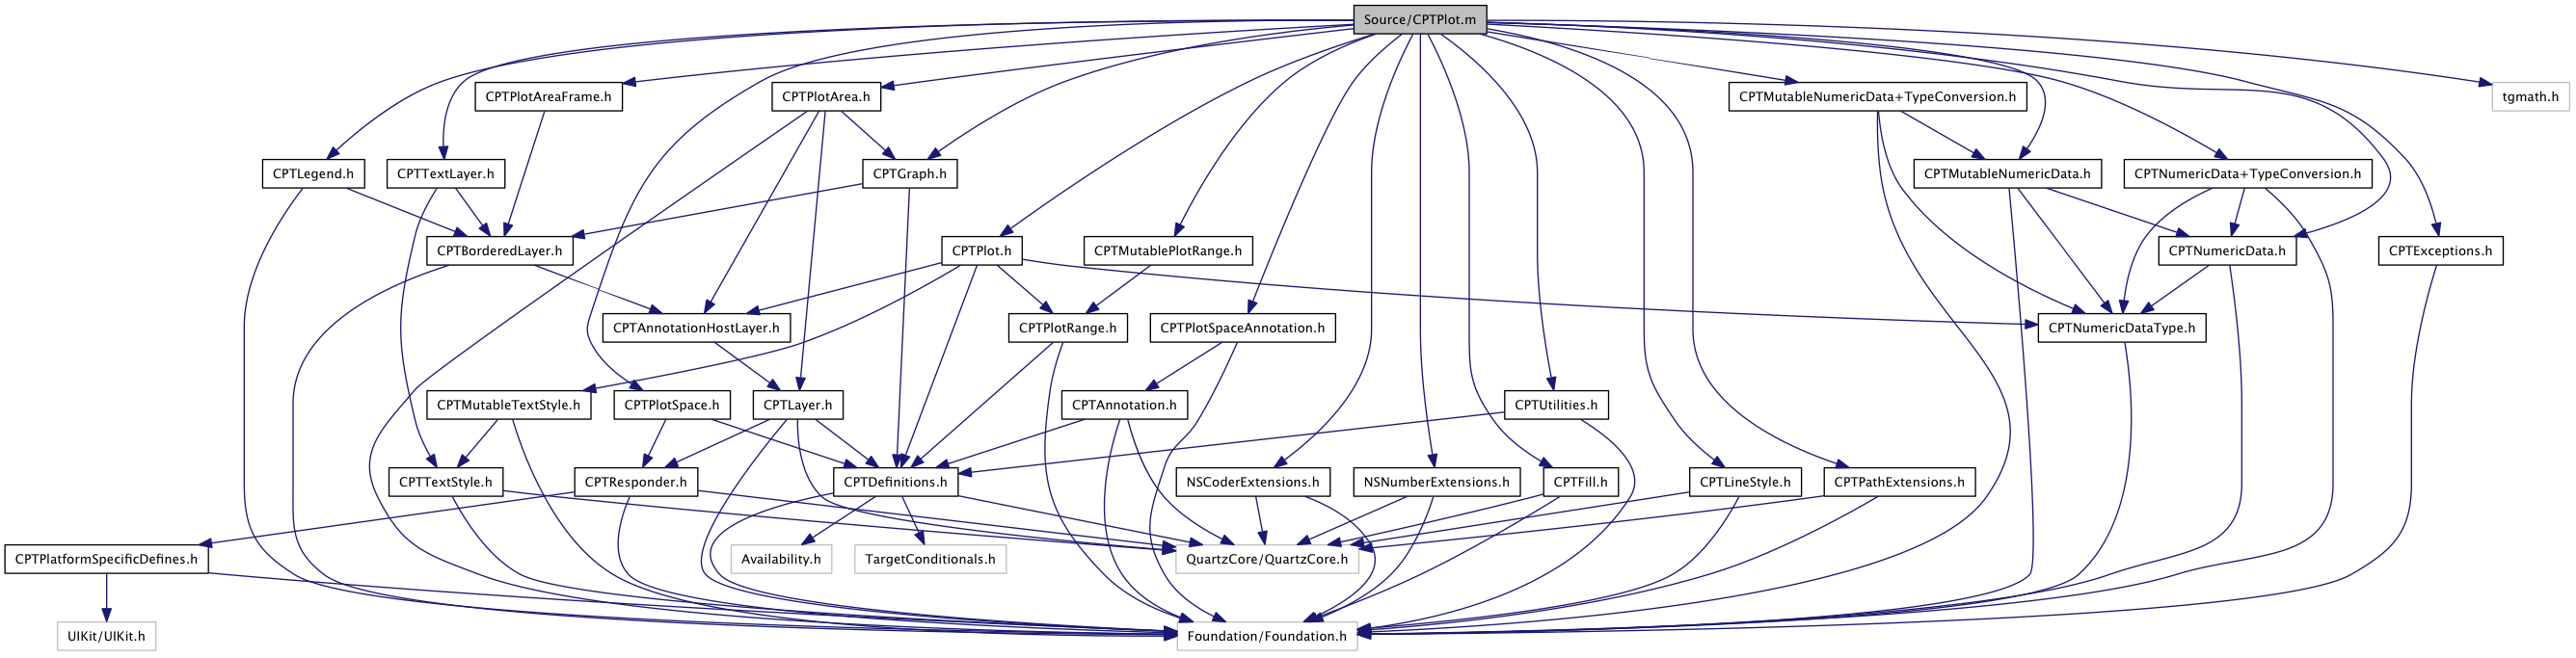 Source/CPTPlot.m
CPTPlotAreaFrame.h
CPTPlotArea.h
CPTMutableNumericData+TypeConversion.h
tgmath.h
CPTLegend.h
CPTTextLayer.h
CPTGraph.h
CPTMutableNumericData.h
CPTNumericData+TypeConversion.h
CPTBorderedLayer.h
CPTPlot.h
CPTMutablePlotRange.h
CPTNumericData.h
CPTExceptions.h
CPTAnnotationHostLayer.h
CPTPlotRange.h
CPTPlotSpaceAnnotation.h
CPTNumericDataType.h
CPTMutableTextStyle.h
CPTPlotSpace.h
CPTLayer.h
CPTAnnotation.h
CPTUtilities.h
CPTTextStyle.h
CPTResponder.h
CPTDefinitions.h
NSCoderExtensions.h
NSNumberExtensions.h
CPTFill.h
CPTLineStyle.h
CPTPathExtensions.h
CPTPlatformSpecificDefines.h
Availability.h
TargetConditionals.h
QuartzCore/QuartzCore.h
UIKit/UIKit.h
Foundation/Foundation.h